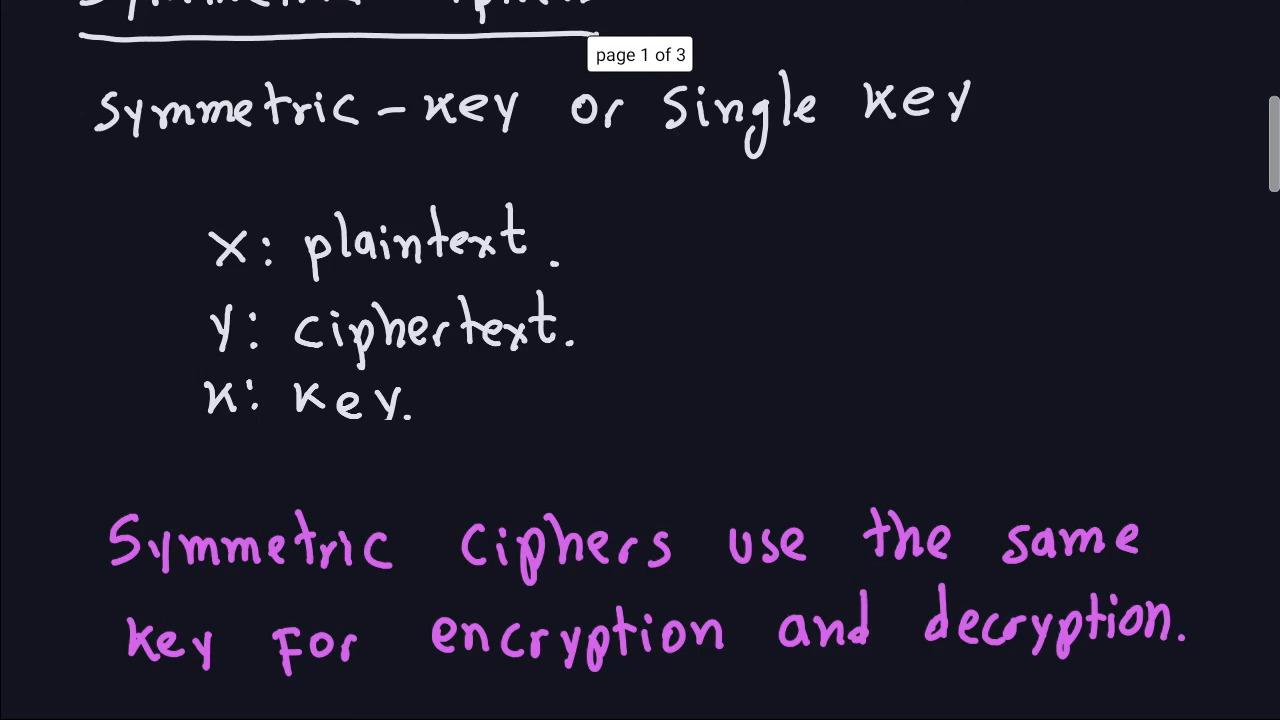 page 1 of 3
Symmetric-key or Single key
x: plaintext.
y: ciphertext.
K: Key.
Symmetric ciphers use the same
key For encryption and decryption.